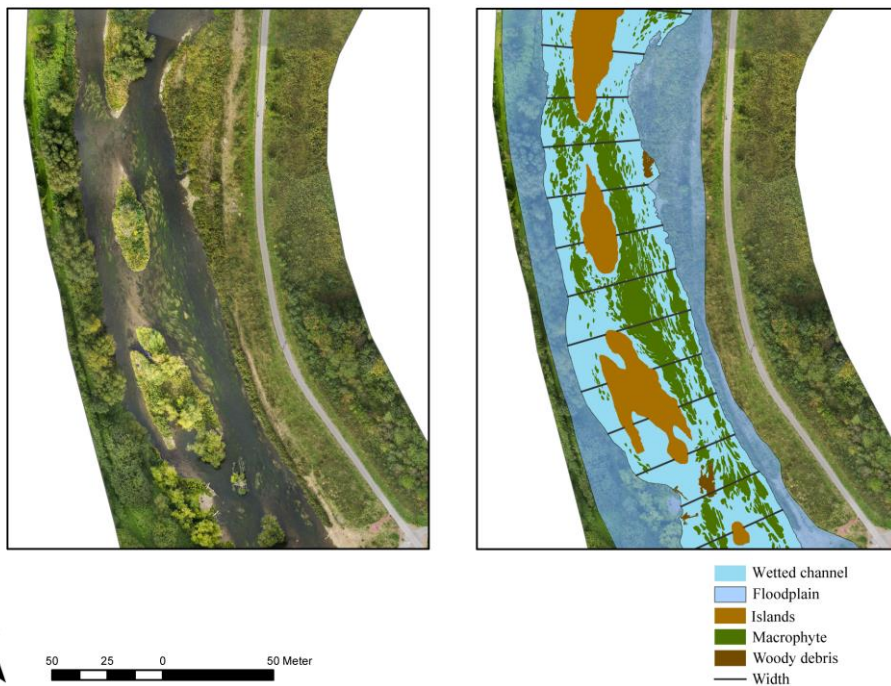 Wetted channel
Floodplain
Islands
Macrophyte
Woody debris
Width
50 25 0 50 Meter